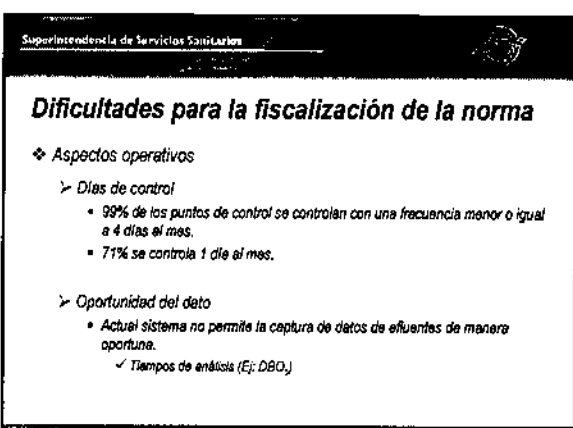 Superintendencia de Servicios Sanitarios
Dificultades para la fiscalización de la norma
❖ Aspectos operativos
➢ Días de control
▪ 99% de los puntos de control se controlan con una frecuencia menor o igual
a 4 días al mes.
▪ 71% se controla 1 día al mes.
➢ Oportunidad del dato
▪ Actual sistema no permite la captura de datos de efluentes de manera
oportuna.
✓ Tiempos de análisis (Ej: DBO₅)